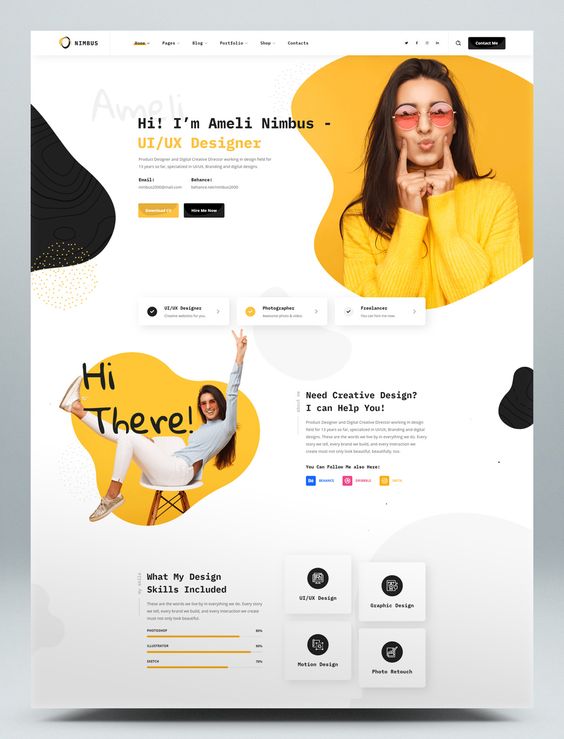 NIMBUS
Home
Pages
Blog
Portfolio
Shop
Contacts
Contact Me
Ameli
Hi! I'm Ameli Nimbus -
UI/UX Designer
Product Designer and Digital Creative Director working in design field for
13 years so far, specialized in UI/UX, Branding and digital designs.
Email:
nimbus2000@mail.com
Behance:
behance.net/nimbus2000
Download CV
Hire Me Now
UI/UX Designer
Creative websites for you.
Photographer
Awesome photo & video.
Freelancer
You can hire me now.
Hi
There!
about me
Need Creative Design?
I can Help You!
Product Designer and Digital Creative Director working in design
field for 13 years so far, specialized in UI/UX, Branding and digital
designs. These are the words we live by in everything we do. Every
story we tell, every brand we build, and every interaction we
create must not only look beautiful, beautifully, too.
You Can Follow Me also Here:
Bē
BEHANCE
DRIBBBLE
INSTA
my skills
What My Design
Skills Included
These are the words we live by in everything we do. Every story
we tell, every brand we build, and every interaction we create
must not only look beautiful.
PHOTOSHOP
80%
ILLUSTRATOR
90%
SKETCH
70%
UI/UX Design
Graphic Design
Motion Design
Photo Retouch